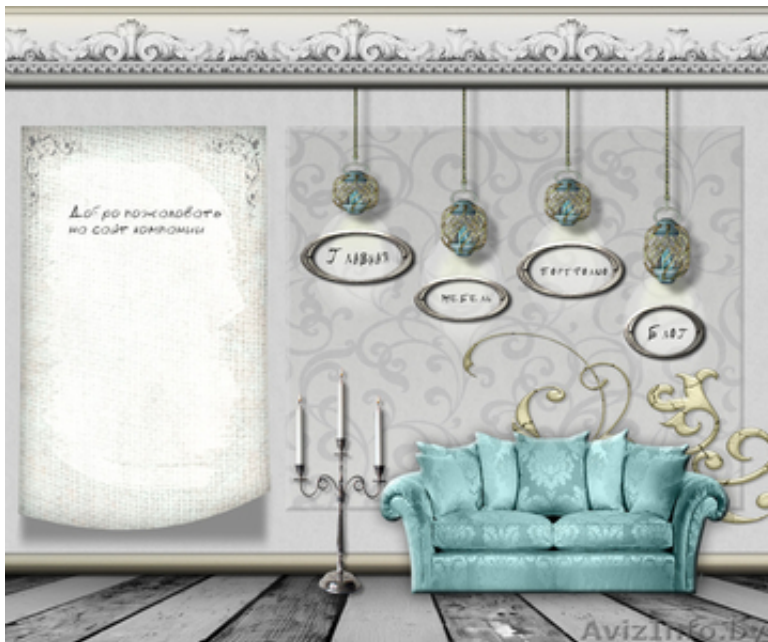 Добро пожаловать
на сайт компании
Главная
мебель
портфолио
Блог
AvizInfo.by